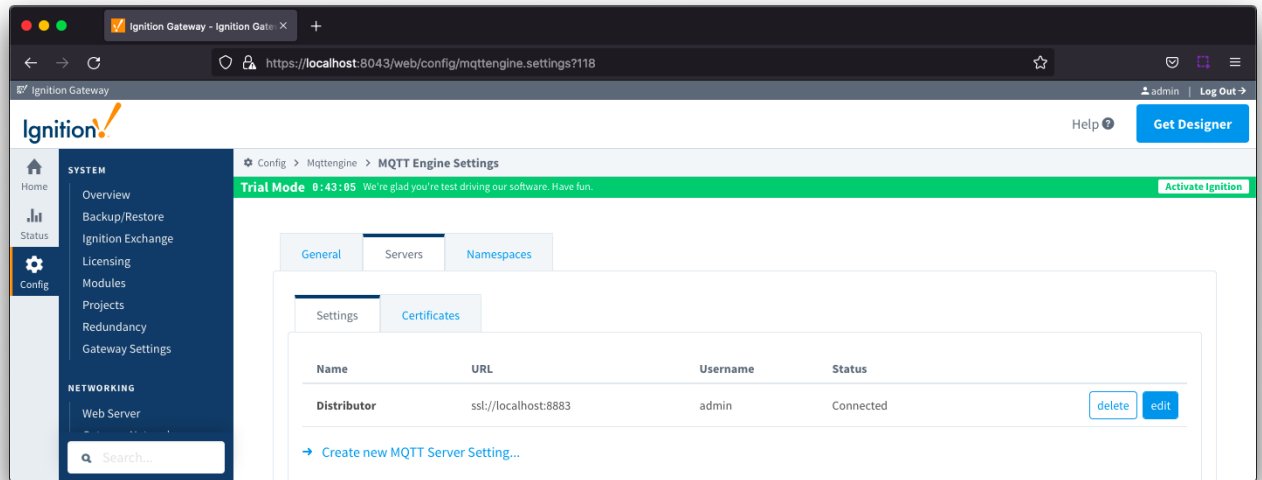 Ignition Gateway - Ignition Gate
https://localhost:8043/web/config/mqttengine.settings?118
Ignition Gateway
admin | Log Out
Ignition!
Help
Get Designer
Home
Status
Config
SYSTEM
Overview
Backup/Restore
Ignition Exchange
Licensing
Modules
Projects
Redundancy
Gateway Settings
NETWORKING
Web Server
Search...
Config > Mqttengine > MQTT Engine Settings
Trial Mode 0:43:05 We're glad you're test driving our software. Have fun.
Activate Ignition
General Servers Namespaces
Settings Certificates
Name URL Username Status
Distributor ssl://localhost:8883 admin Connected delete edit
→ Create new MQTT Server Setting...